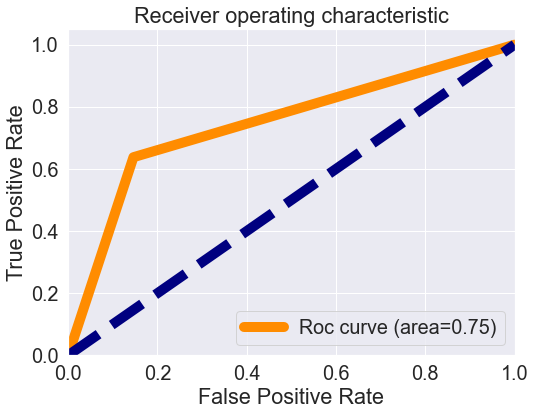 Receiver operating characteristic
True Positive Rate
1.0
0.8
0.6
0.4
0.2
0.0
Roc curve (area=0.75)
0.0 0.2 0.4 0.6 0.8 1.0
False Positive Rate